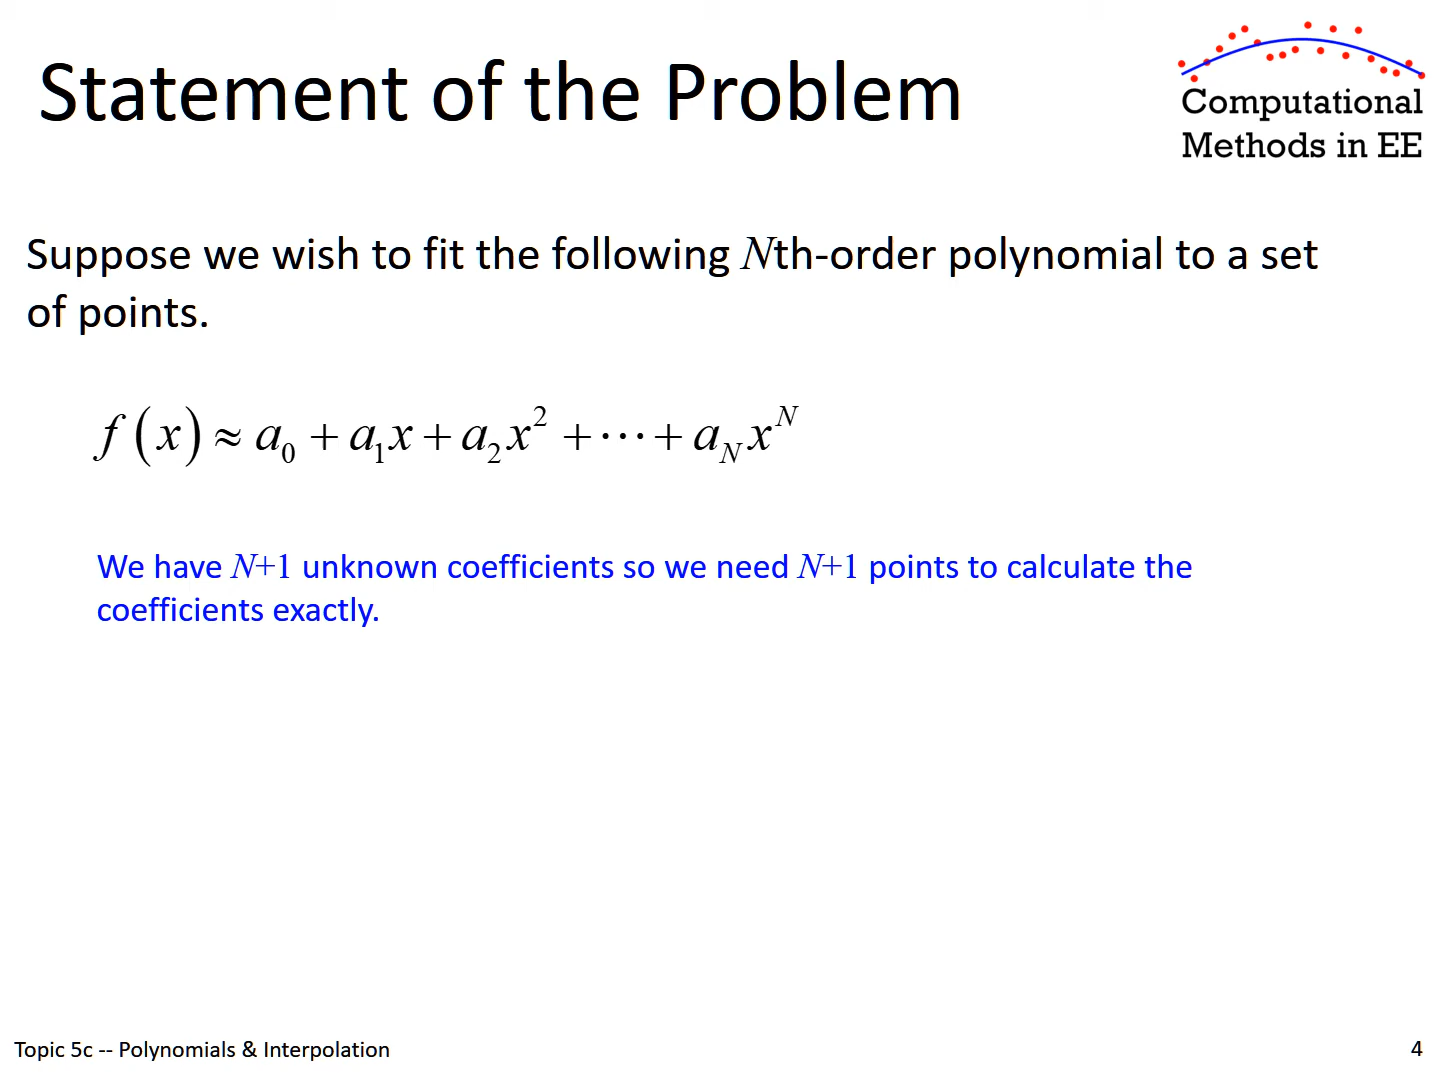 Statement of the Problem
Computational
Methods in EE
Suppose we wish to fit the following Nth-order polynomial to a set
of points.
f(x) ≈ a₀ + a₁x + a₂x² + ⋯ + a_N x^N
We have N+1 unknown coefficients so we need N+1 points to calculate the
coefficients exactly.
Topic 5c -- Polynomials & Interpolation
4